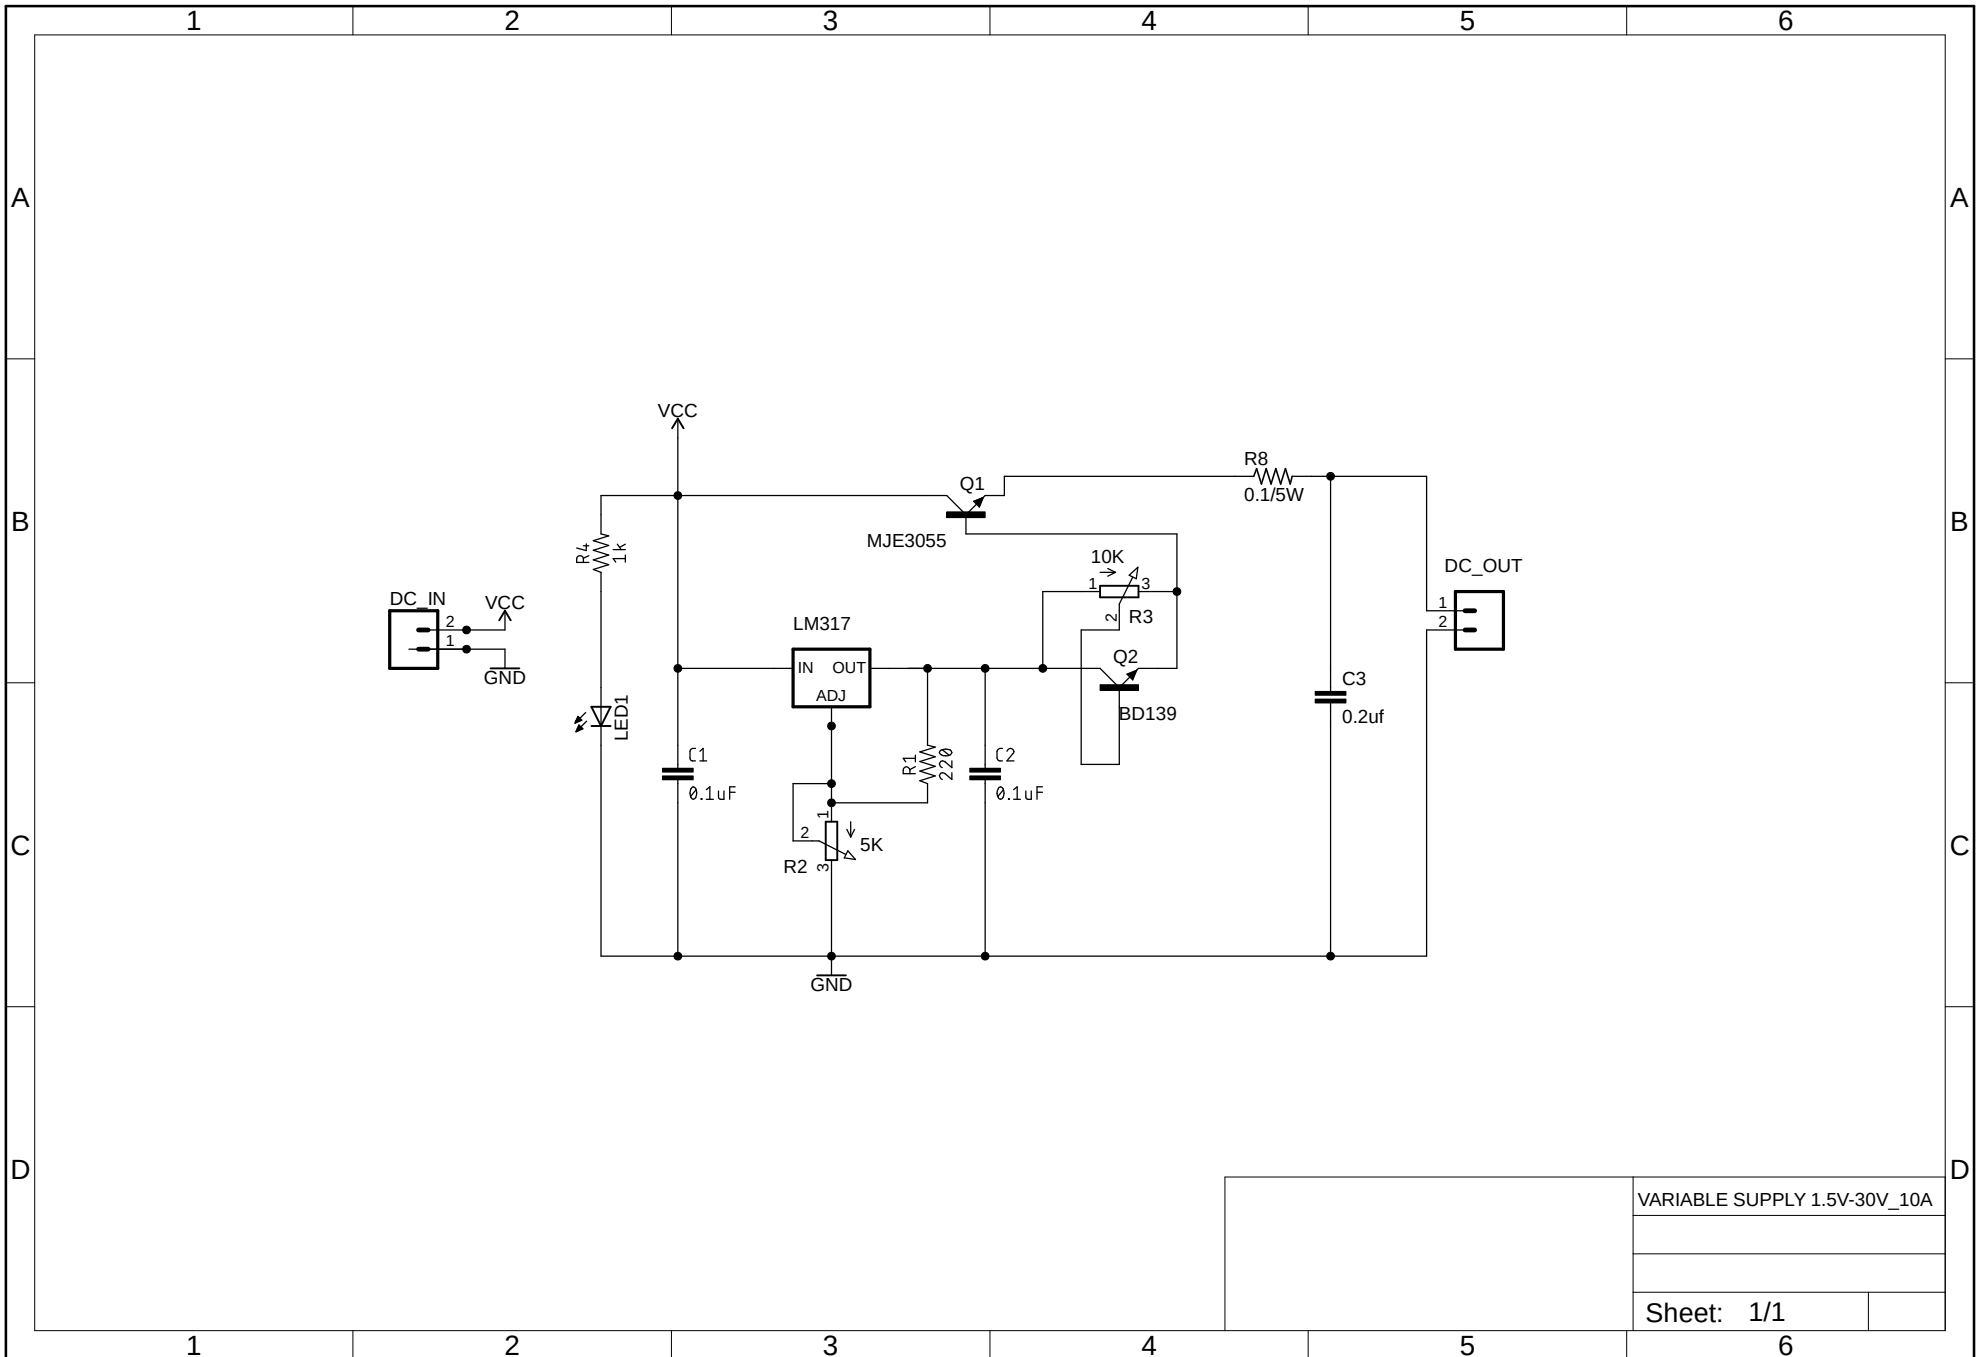 1 2 3 4 5 6
A A
VCC
R8
Q1
0.1/5W
B B
MJE3055
R4
1k
10K
DC_OUT
1 3
DC_IN
VCC
1
2
R3
2
LM317
2
1
IN OUT
Q2
GND
C3
ADJ
LED1
BD139
0.2uf
C1
R1
220
C2
0.1uF
0.1uF
1
2
5K
C C
R2
3
GND
D D
VARIABLE SUPPLY 1.5V-30V_10A
Sheet: 1/1
1 2 3 4 5 6